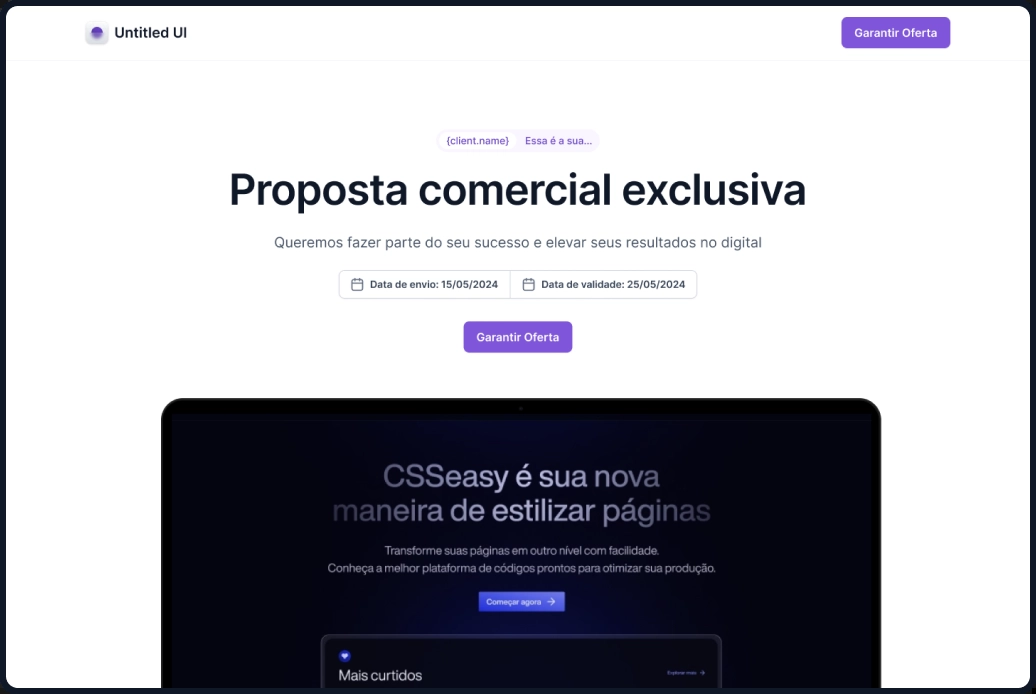 Untitled UI
Garantir Oferta
{client.name} Essa é a sua...
Proposta comercial exclusiva
Queremos fazer parte do seu sucesso e elevar seus resultados no digital
Data de envio: 15/05/2024
Data de validade: 25/05/2024
Garantir Oferta
CSSeasy é sua nova
maneira de estilizar páginas
Transforme suas páginas em outro nível com facilidade.
Conheça a melhor plataforma de códigos prontos para otimizar sua produção.
Começar agora
Mais curtidos
Explorar mais